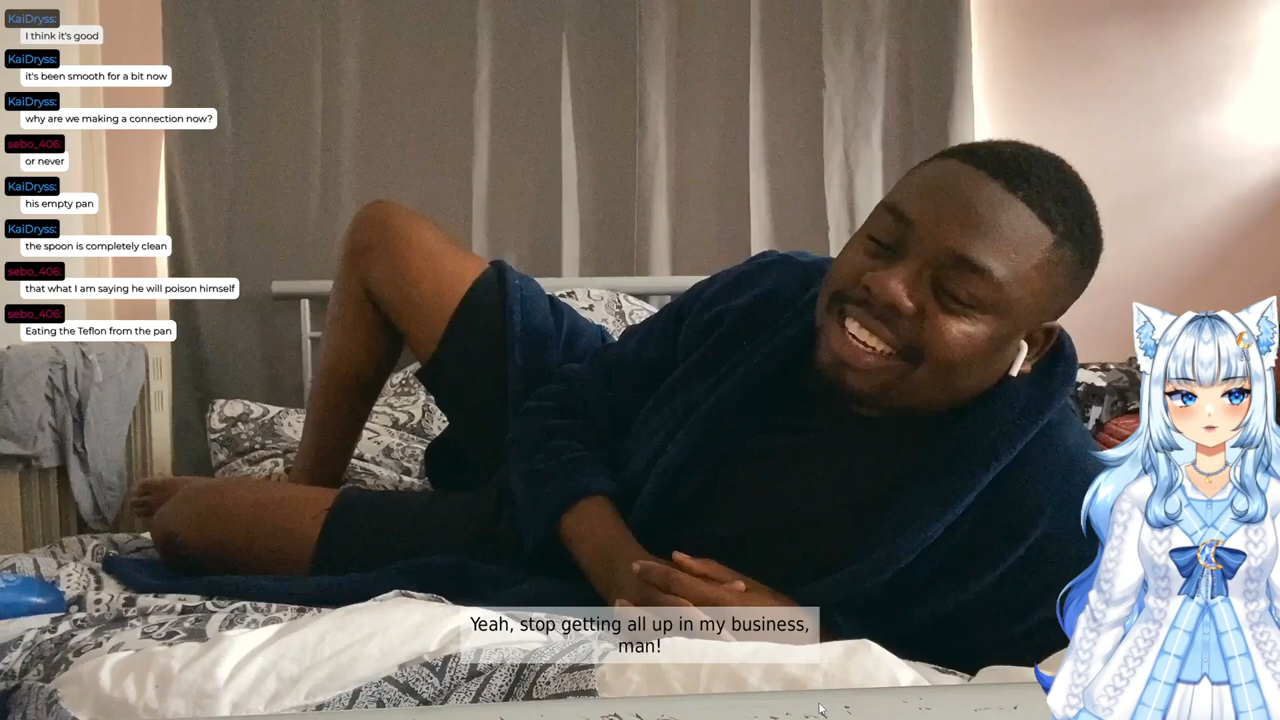 KaiDryss:
I think it's good
KaiDryss:
it's been smooth for a bit now
KaiDryss:
why are we making a connection now?
sebo_406:
or never
KaiDryss:
his empty pan
KaiDryss:
the spoon is completely clean
sebo_406:
that what I am saying he will poison himself
sebo_406:
Eating the Teflon from the pan
Yeah, stop getting all up in my business,
man!